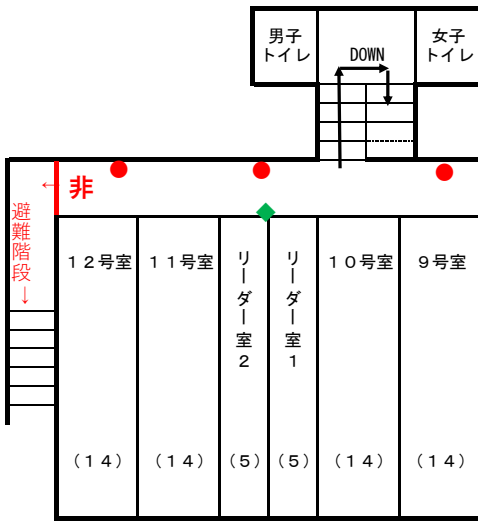 男子
トイレ
DOWN
女子
トイレ
←非
避難階段↓
１２号室
１１号室
リーダー室２
リーダー室１
１０号室
９号室
（１４）
（１４）
（５）
（５）
（１４）
（１４）